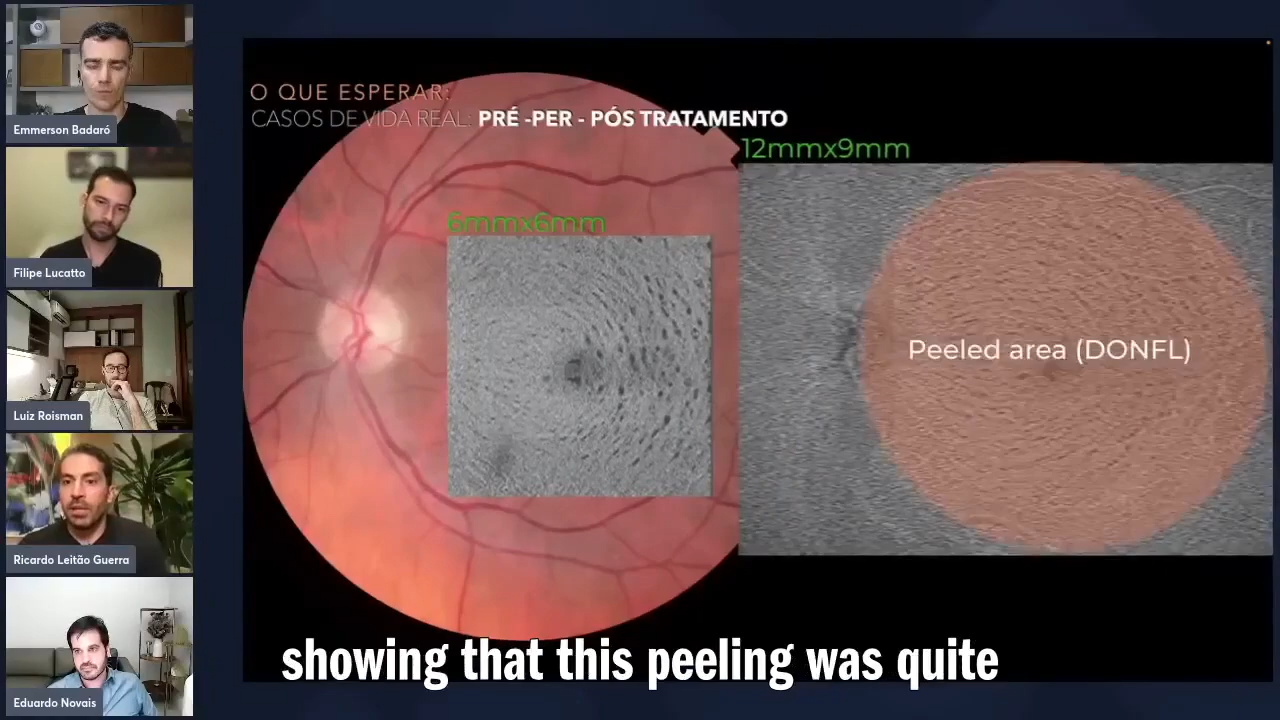 Emmerson Badaró
Filipe Lucatto
Luiz Roisman
Ricardo Leitão Guerra
Eduardo Novais
O QUE ESPERAR:
CASOS DE VIDA REAL: PRÉ -PER - PÓS TRATAMENTO
12mmx9mm
6mmx6mm
Peeled area (DONFL)
showing that this peeling was quite